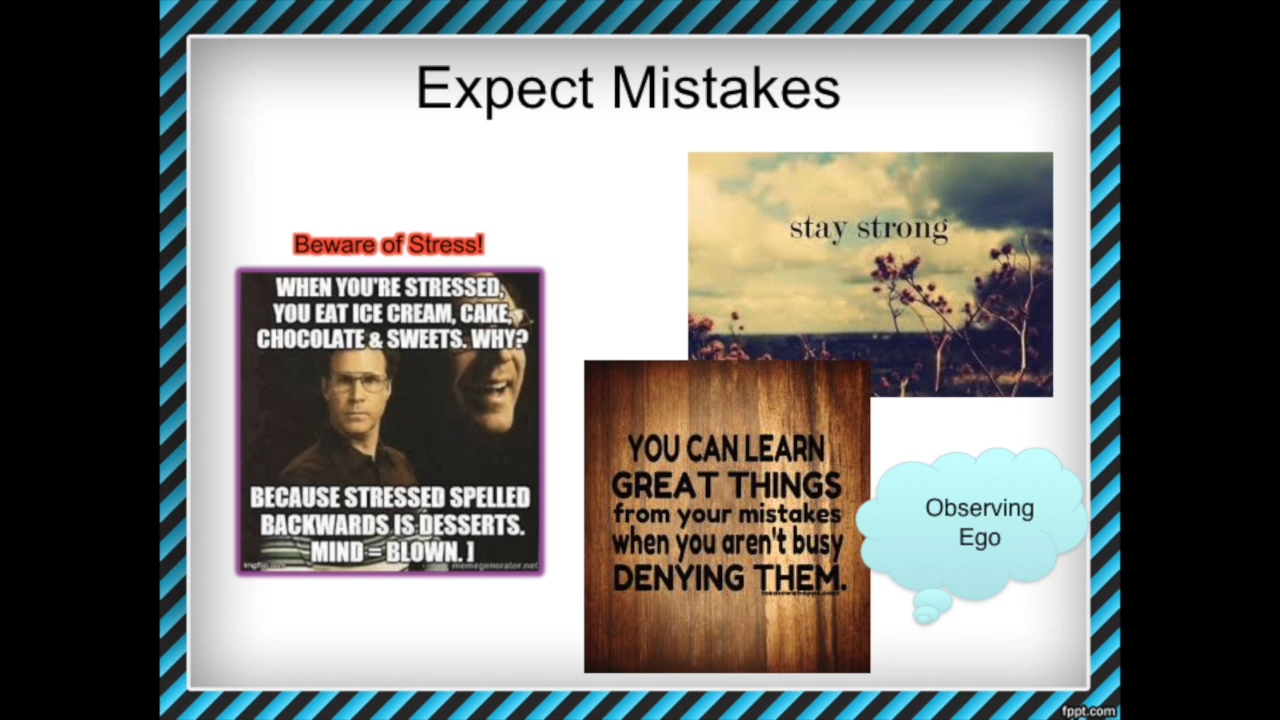 Expect Mistakes
Beware of Stress!
WHEN YOU'RE STRESSED,
YOU EAT ICE CREAM, CAKE,
CHOCOLATE & SWEETS. WHY?
BECAUSE STRESSED SPELLED
BACKWARDS IS DESSERTS.
MIND = BLOWN. ]
memegenerator.net
stay strong
YOU CAN LEARN
GREAT THINGS
from your mistakes
when you aren't busy
DENYING THEM.
Observing
Ego
fppt.com